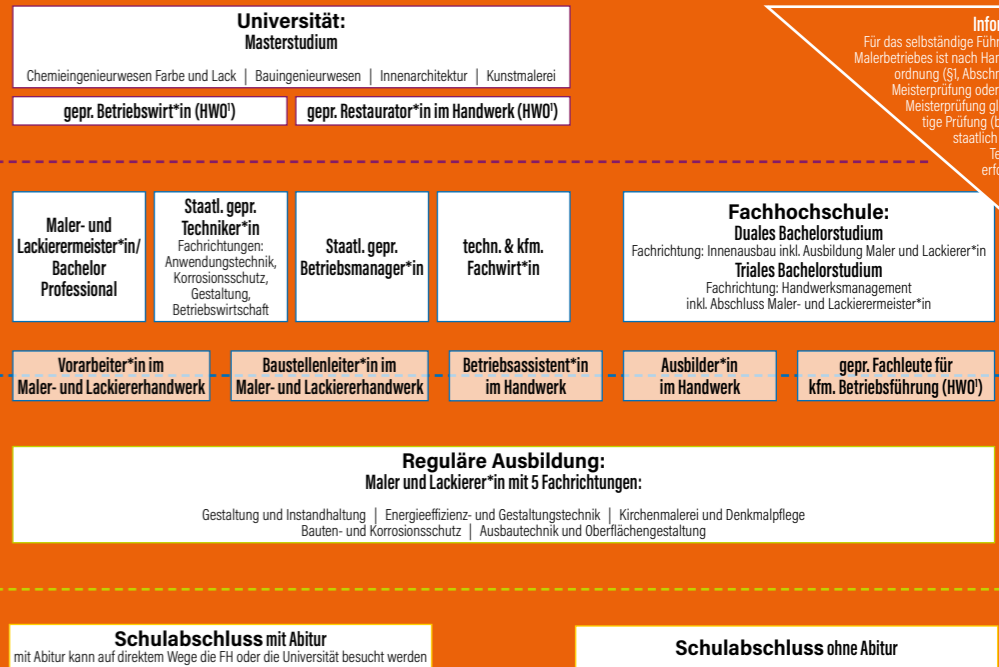 Universität:
Masterstudium
Chemieingenieurwesen Farbe und Lack | Bauingenieurwesen | Innenarchitektur | Kunstmalerei
gepr. Betriebswirt*in (HWO¹)
gepr. Restaurator*in im Handwerk (HWO¹)
Für das selbständige
Malerbetriebes ist nach
ordnung (§1,
Meisterprüfung oder
Meisterprüfung
tige Prüfung
staatlich
Maler- und
Lackierermeister*in/
Bachelor
Professional
Staatl. gepr.
Techniker*in
Fachrichtungen:
Anwendungstechnik,
Korrosionsschutz,
Gestaltung,
Betriebswirtschaft
Staatl. gepr.
Betriebsmanager*in
techn. & kfm.
Fachwirt*in
Fachhochschule:
Duales Bachelorstudium
Fachrichtung: Innenausbau inkl. Ausbildung Maler und Lackierer*in
Triales Bachelorstudium
Fachrichtung: Handwerksmanagement
inkl. Abschluss Maler- und Lackierermeister*in
Vorarbeiter*in im
Maler- und Lackiererhandwerk
Baustellenleiter*in im
Maler- und Lackiererhandwerk
Betriebsassistent*in
im Handwerk
Ausbilder*in
im Handwerk
gepr. Fachleute für
kfm. Betriebsführung (HWO¹)
Reguläre Ausbildung:
Maler und Lackierer*in mit 5 Fachrichtungen:
Gestaltung und Instandhaltung | Energieeffizienz- und Gestaltungstechnik | Kirchenmalerei und Denkmalpflege
Bauten- und Korrosionsschutz | Ausbautechnik und Oberflächengestaltung
Schulabschluss mit Abitur
mit Abitur kann auf direktem Wege die FH oder die Universität besucht werden
Schulabschluss ohne Abitur